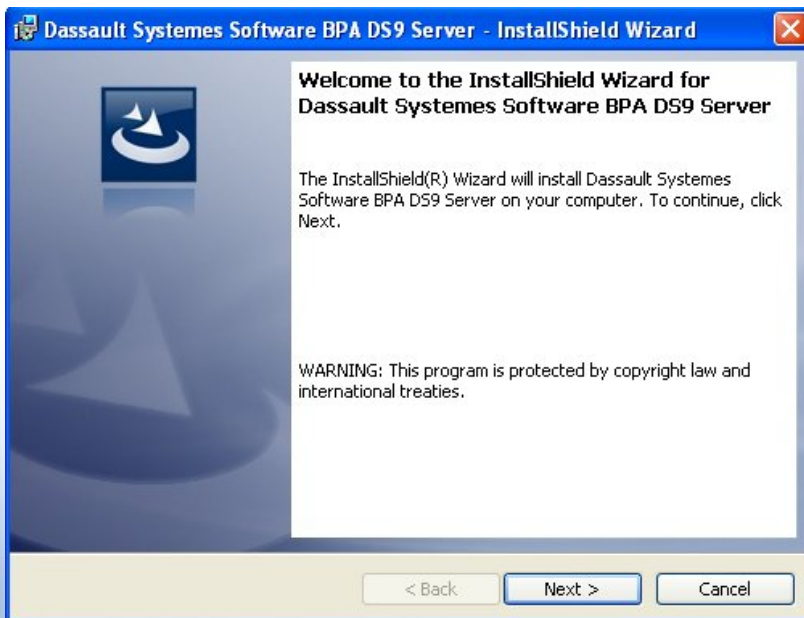 Dassault Systemes Software BPA DS9 Server - InstallShield Wizard
Welcome to the InstallShield Wizard for
Dassault Systemes Software BPA DS9 Server
The InstallShield(R) Wizard will install Dassault Systemes
Software BPA DS9 Server on your computer. To continue, click
Next.
WARNING: This program is protected by copyright law and
international treaties.
< Back Next > Cancel